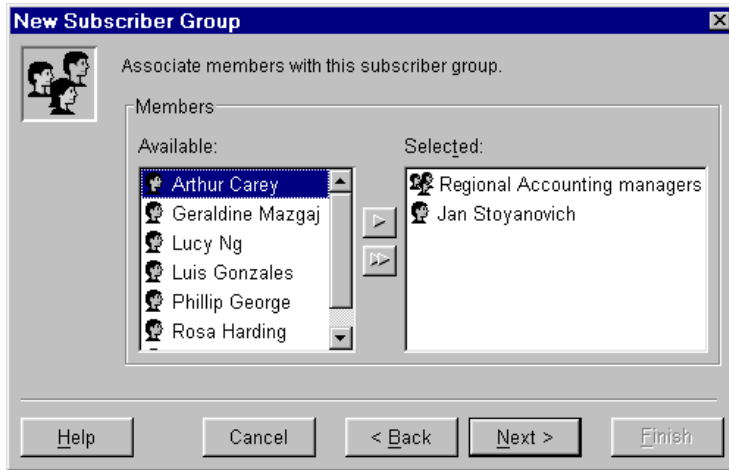 New Subscriber Group
Associate members with this subscriber group.
Members
Available:
Arthur Carey
Geraldine Mazgaj
Lucy Ng
Luis Gonzales
Phillip George
Rosa Harding
Selected:
Regional Accounting managers
Jan Stoyanovich
Help
Cancel
< Back
Next >
Finish